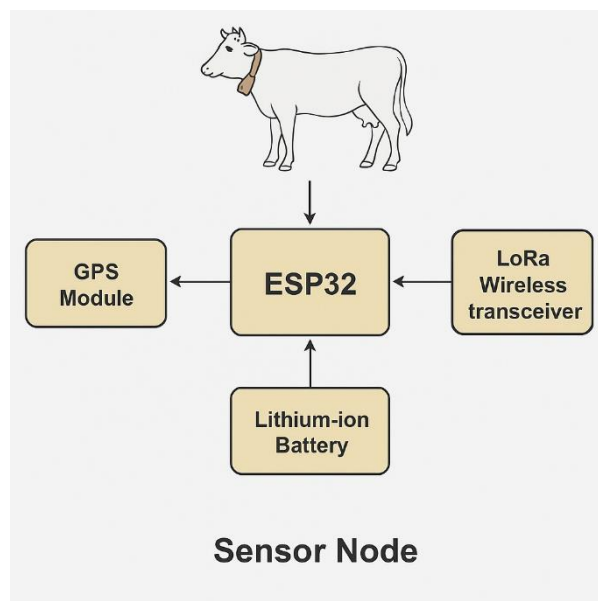 ESP32
GPS
Module
LoRa
Wireless
transceiver
Lithium-ion
Battery
Sensor Node